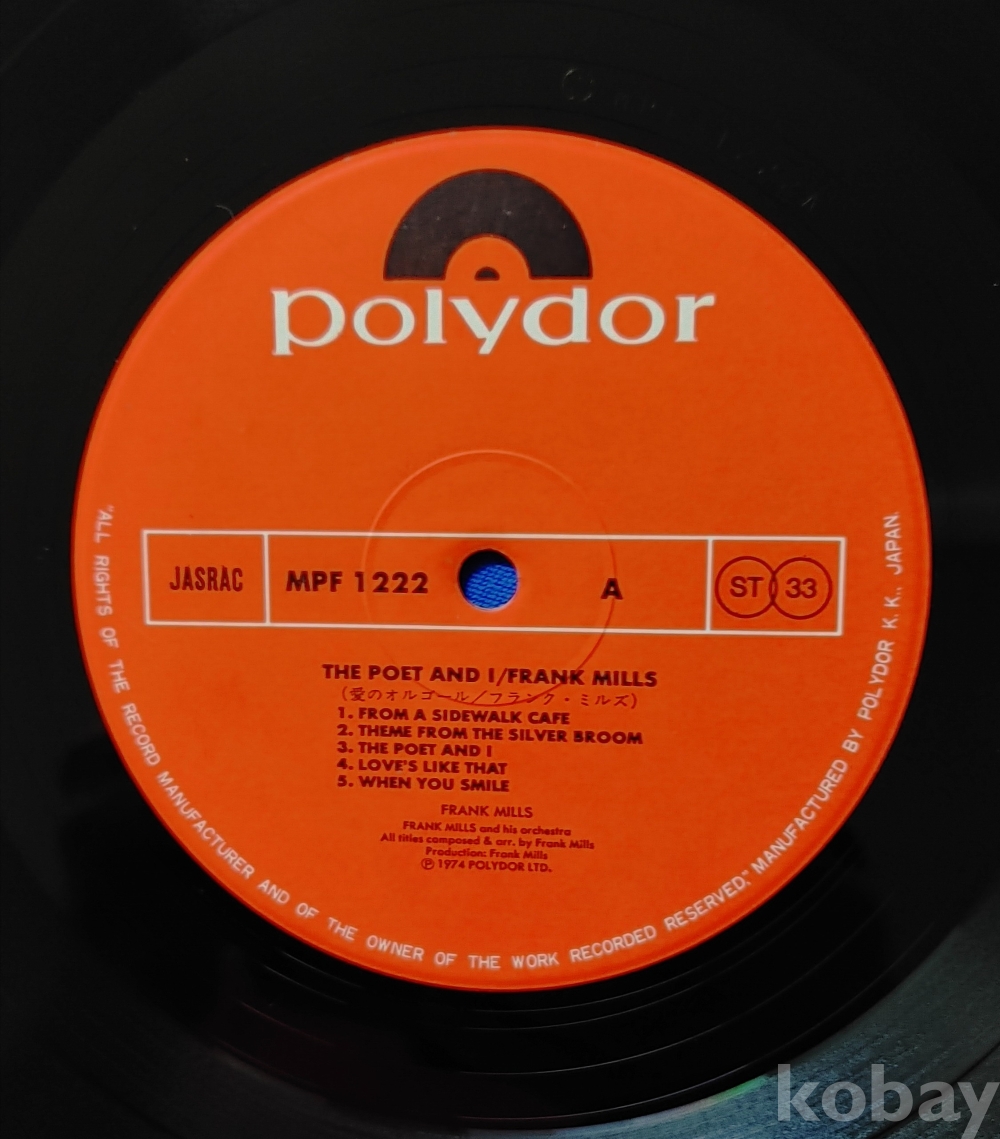 polydor
JASRAC
MPF 1222
A
ST 33
THE POET AND I/FRANK MILLS
(愛のオルゴール/フランク・ミルズ)
1. FROM A SIDEWALK CAFE
2. THEME FROM THE SILVER BROOM
3. THE POET AND I
4. LOVE'S LIKE THAT
5. WHEN YOU SMILE
FRANK MILLS
FRANK MILLS and his orchestra
All titles composed & arr. by Frank Mills
Production: Frank Mills
Ⓟ 1974 POLYDOR LTD.
"ALL RIGHTS OF THE RECORD MANUFACTURER AND OF THE OWNER OF THE WORK RECORDED RESERVED," MANUFACTURED BY POLYDOR K.K., JAPAN.
kobay